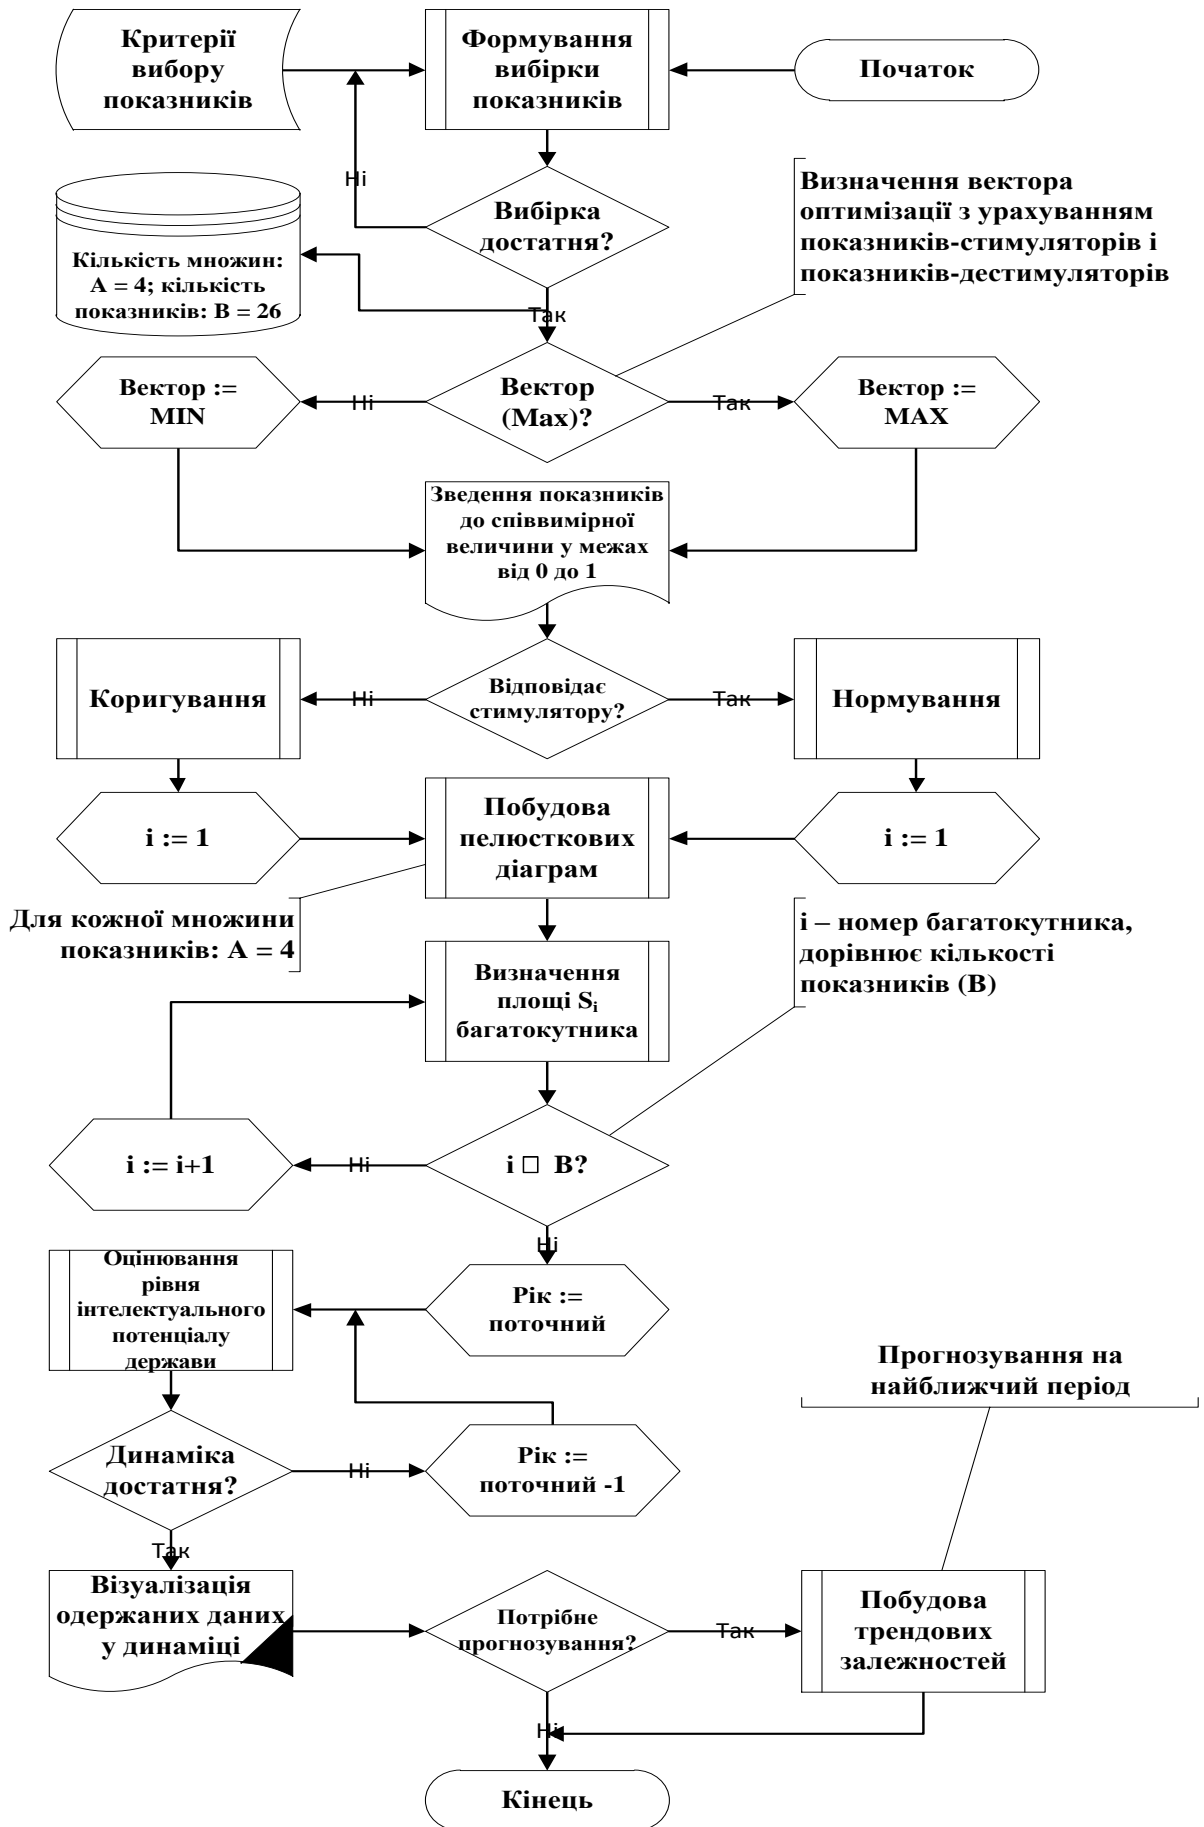 Критерії
вибору
показників
Формування
вибірки
показників
Початок
Ні
Вибірка
достатня?
Визначення вектора
оптимізації з урахуванням
показників-стимуляторів і
показників-дестимуляторів
Кількість множин:
А = 4; кількість
показників: В = 26
Так
Вектор :=
MIN
Ні
Вектор
(Max)?
Так
Вектор :=
MAX
Зведення показників
до співвимірної
величини у межах
від 0 до 1
Коригування
Ні
Відповідає
стимулятору?
Так
Нормування
i := 1
Побудова
пелюсткових
діаграм
i := 1
Для кожної множини
показників: А = 4
i – номер багатокутника,
дорівнює кількості
показників (В)
Визначення
площі Si
багатокутника
i := i+1
Ні
i □ В?
Ні
Оцінювання
рівня
інтелектуального
потенціалу
держави
Рік :=
поточний
Прогнозування на
найближчий період
Динаміка
достатня?
Ні
Рік :=
поточний -1
Так
Візуалізація
одержаних даних
у динаміці
Потрібне
прогнозування?
Так
Побудова
трендових
залежностей
Ні
Кінець